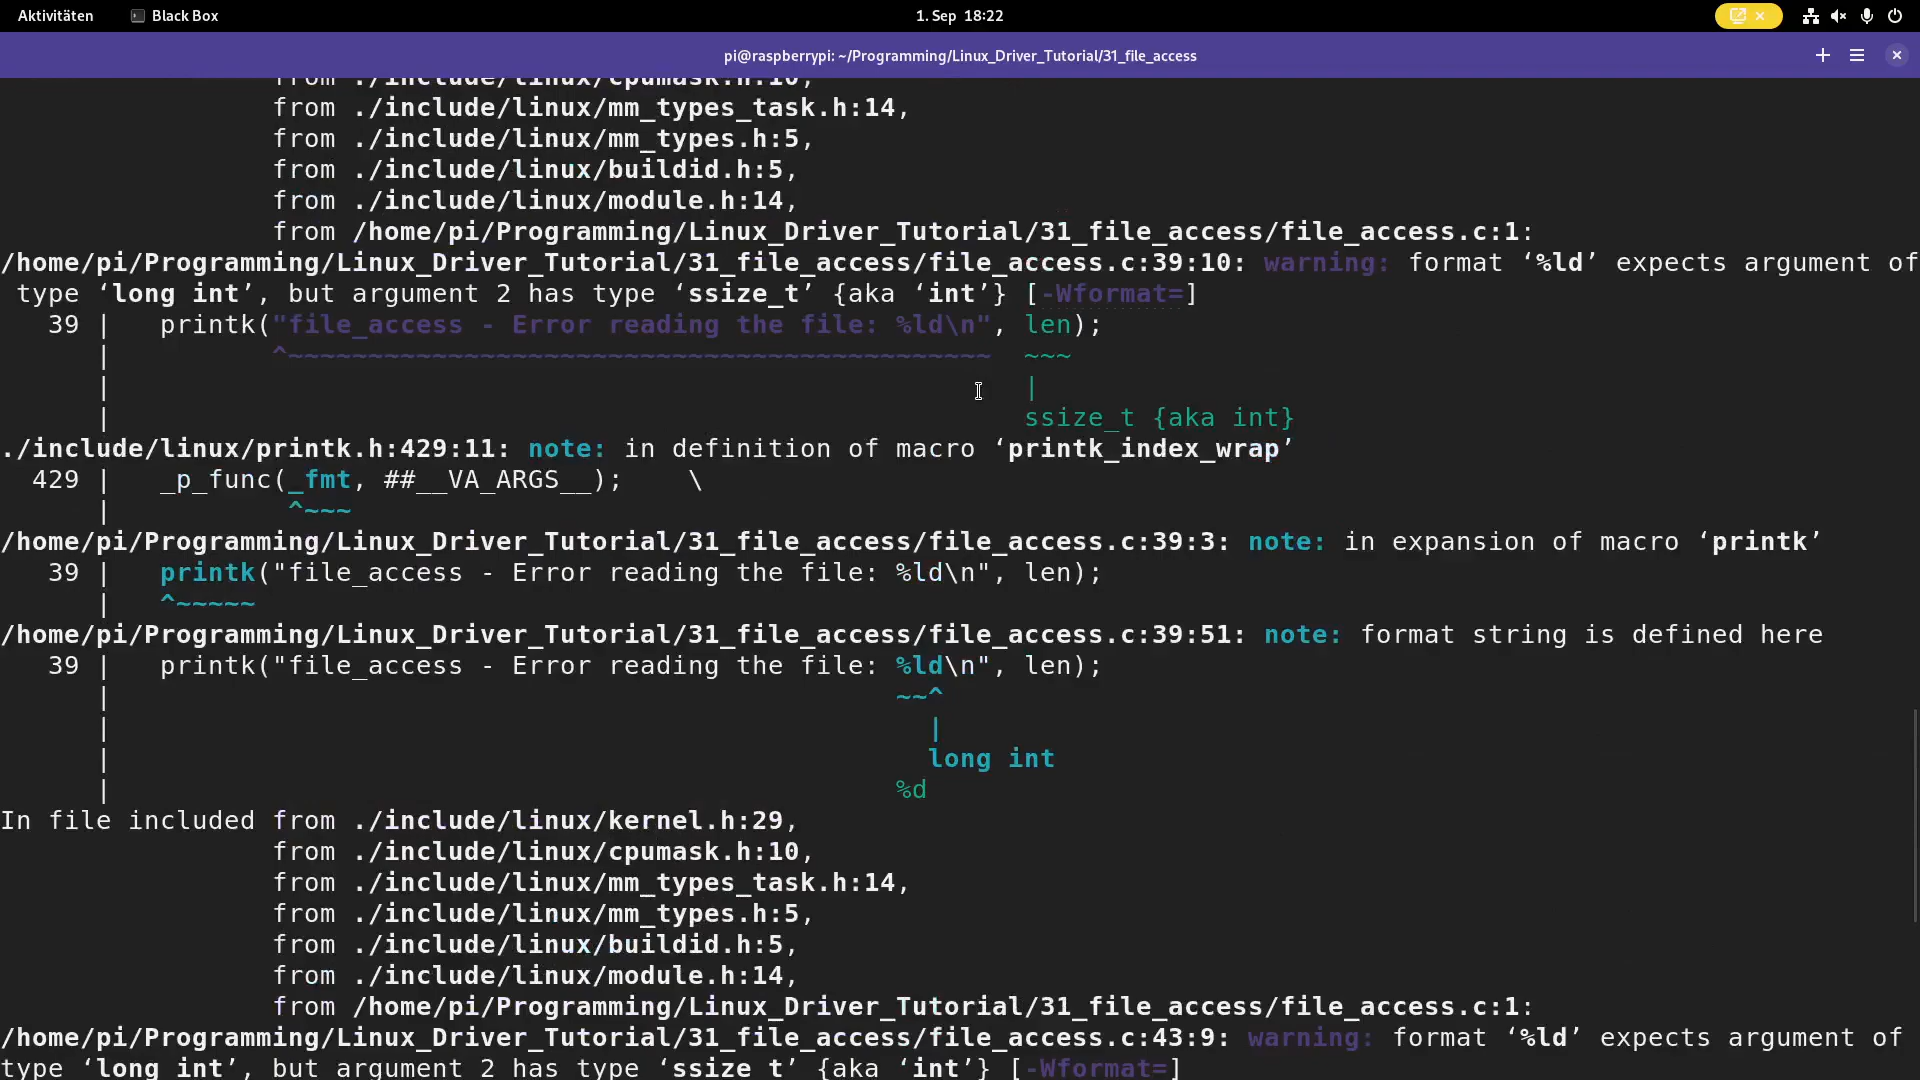 Aktivitäten
Black Box
1. Sep 18:22
pi@raspberrypi: ~/Programming/Linux_Driver_Tutorial/31_file_access
from ./include/linux/cpumask.h:10,
from ./include/linux/mm_types_task.h:14,
from ./include/linux/mm_types.h:5,
from ./include/linux/buildid.h:5,
from ./include/linux/module.h:14,
from /home/pi/Programming/Linux_Driver_Tutorial/31_file_access/file_access.c:1:
/home/pi/Programming/Linux_Driver_Tutorial/31_file_access/file_access.c:39:10: warning: format ‘%ld’ expects argument of
type ‘long int’, but argument 2 has type ‘ssize_t’ {aka ‘int’} [-Wformat=]
39 | printk("file_access - Error reading the file: %ld\n", len);
| ^~~~~~~~~~~~~~~~~~~~~~~~~~~~~~~~~~~~~~~~~~~~~ ~~~
| |
| ssize_t {aka int}
./include/linux/printk.h:429:11: note: in definition of macro ‘printk_index_wrap’
429 | _p_func(_fmt, ##__VA_ARGS__); \
| ^~~~
/home/pi/Programming/Linux_Driver_Tutorial/31_file_access/file_access.c:39:3: note: in expansion of macro ‘printk’
39 | printk("file_access - Error reading the file: %ld\n", len);
| ^~~~~~
/home/pi/Programming/Linux_Driver_Tutorial/31_file_access/file_access.c:39:51: note: format string is defined here
39 | printk("file_access - Error reading the file: %ld\n", len);
| ~~^
| |
| long int
| %d
In file included from ./include/linux/kernel.h:29,
from ./include/linux/cpumask.h:10,
from ./include/linux/mm_types_task.h:14,
from ./include/linux/mm_types.h:5,
from ./include/linux/buildid.h:5,
from ./include/linux/module.h:14,
from /home/pi/Programming/Linux_Driver_Tutorial/31_file_access/file_access.c:1:
/home/pi/Programming/Linux_Driver_Tutorial/31_file_access/file_access.c:43:9: warning: format ‘%ld’ expects argument of
type ‘long int’, but argument 2 has type ‘ssize_t’ {aka ‘int’} [-Wformat=]